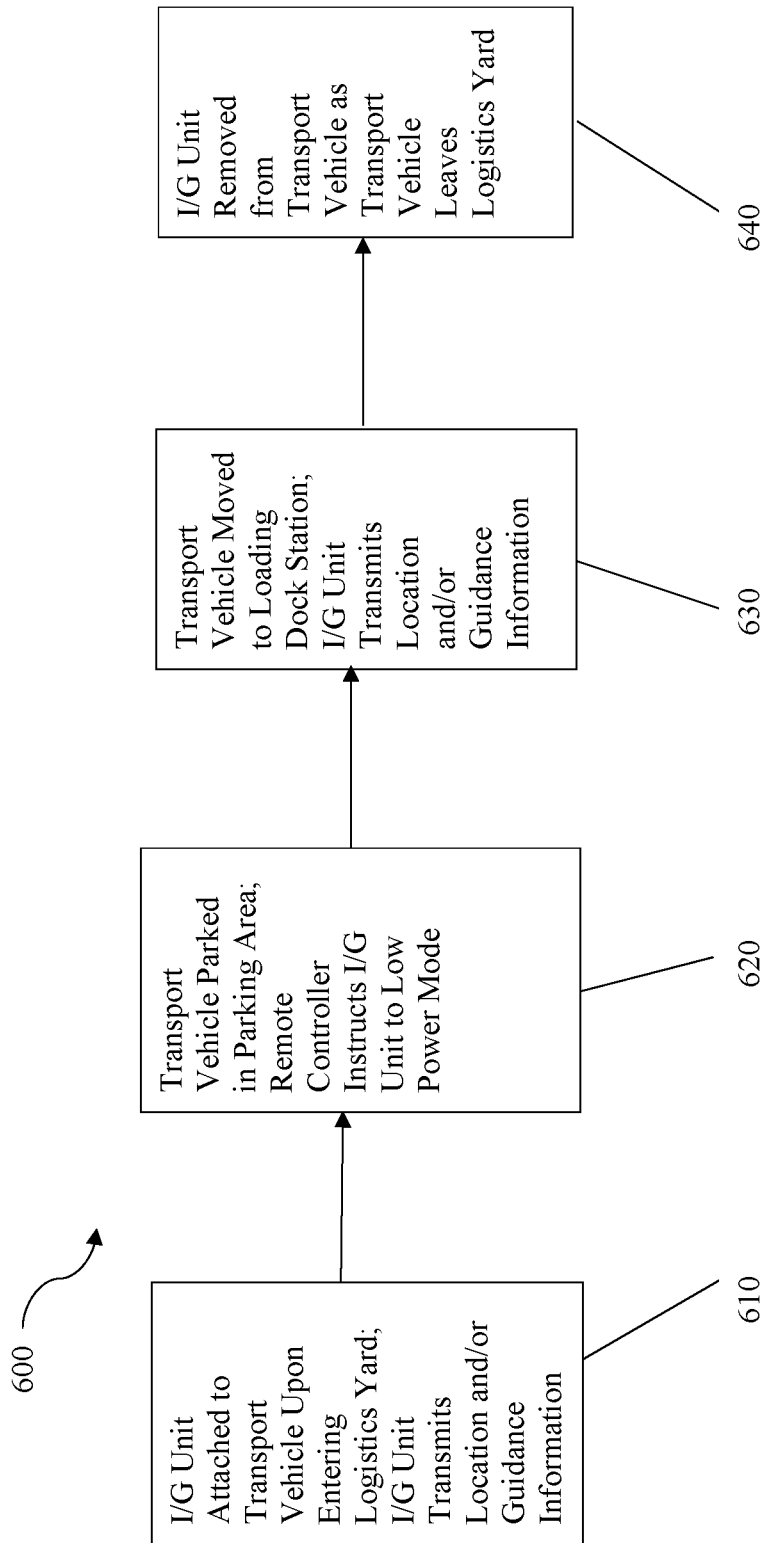 600
I/G Unit
Attached to
Transport
Vehicle Upon
Entering
Logistics Yard;
I/G Unit
Transmits
Location and/or
Guidance
Information
610
Transport
Vehicle Parked
in Parking Area;
Remote
Controller
Instructs I/G
Unit to Low
Power Mode
620
Transport
Vehicle Moved
to Loading
Dock Station;
I/G Unit
Transmits
Location
and/or
Guidance
Information
630
I/G Unit
Removed
from
Transport
Vehicle as
Transport
Vehicle
Leaves
Logistics Yard
640